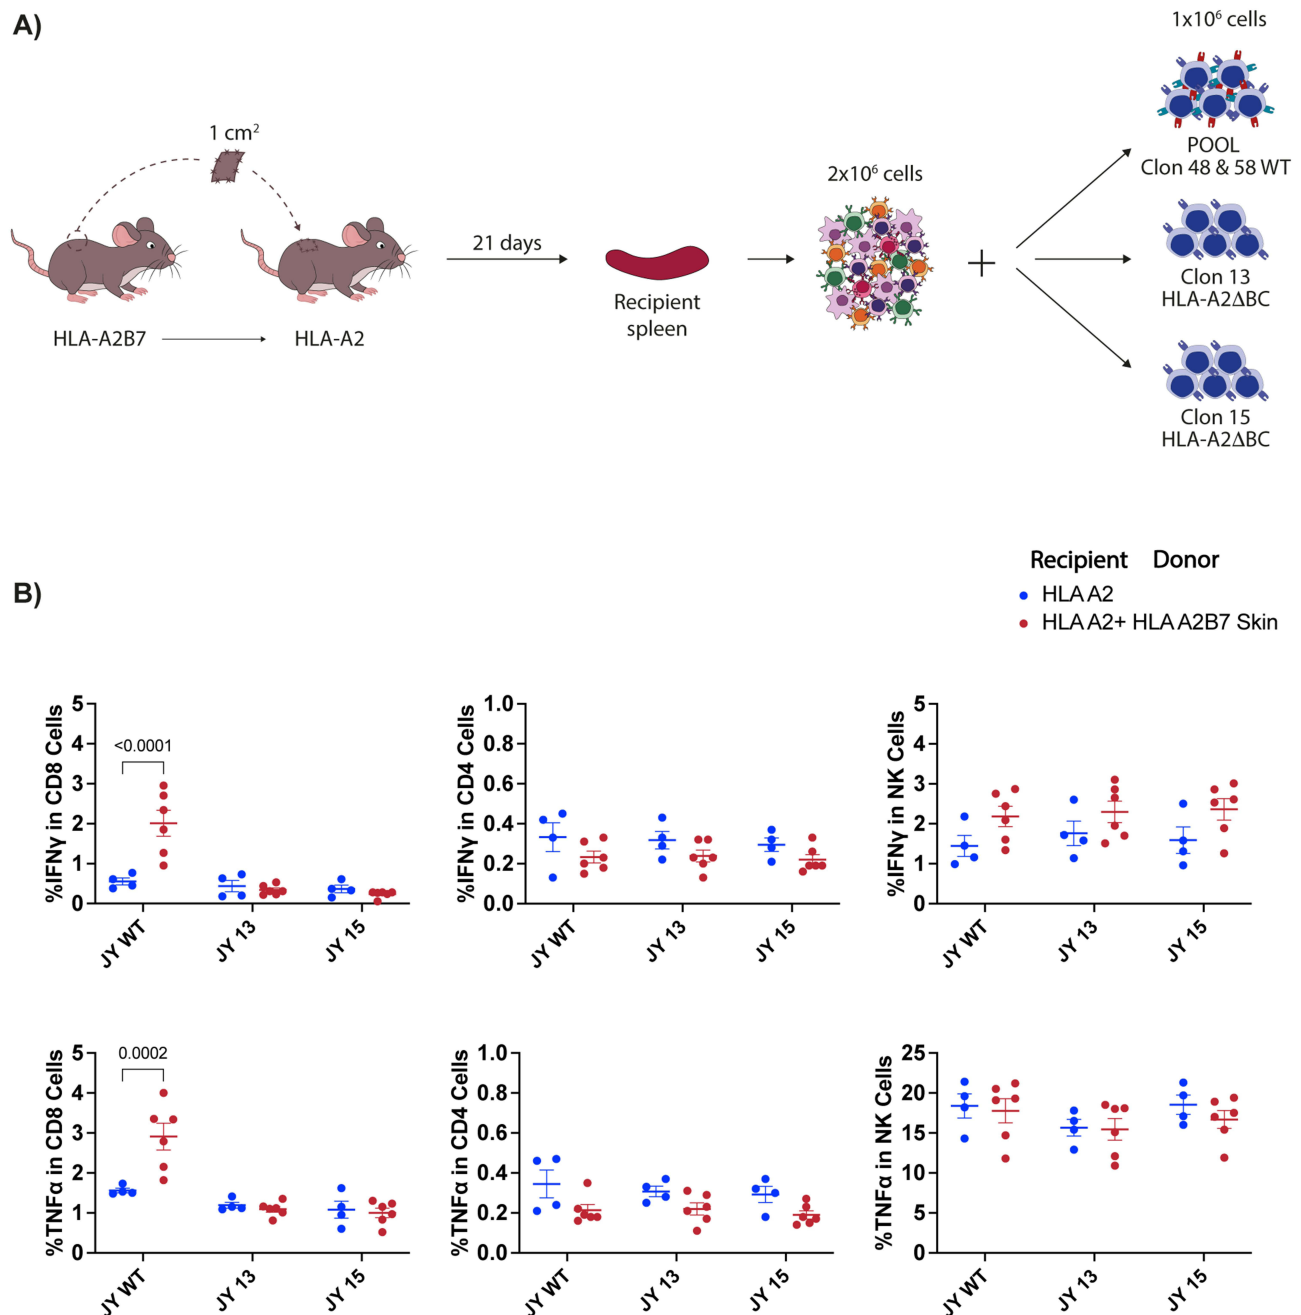 A)
1 cm²
HLA-A2B7
HLA-A2
21 days
Recipient
spleen
2x10⁶ cells
+
1x10⁶ cells
POOL
Clon 48 & 58 WT
Clon 13
HLA-A2ΔBC
Clon 15
HLA-A2ΔBC
B)
Recipient Donor
HLA A2
HLA A2+ HLA A2B7 Skin
%IFNγ in CD8 Cells
5
4
3
2
1
0
<0.0001
JY WT
JY 13
JY 15
%IFNγ in CD4 Cells
1.0
0.8
0.6
0.4
0.2
0.0
JY WT
JY 13
JY 15
%IFNγ in NK Cells
5
4
3
2
1
0
JY WT
JY 13
JY 15
%TNFα in CD8 Cells
5
4
3
2
1
0
0.0002
JY WT
JY 13
JY 15
%TNFα in CD4 Cells
1.0
0.8
0.6
0.4
0.2
0.0
JY WT
JY 13
JY 15
%TNFα in NK Cells
25
20
15
10
5
0
JY WT
JY 13
JY 15